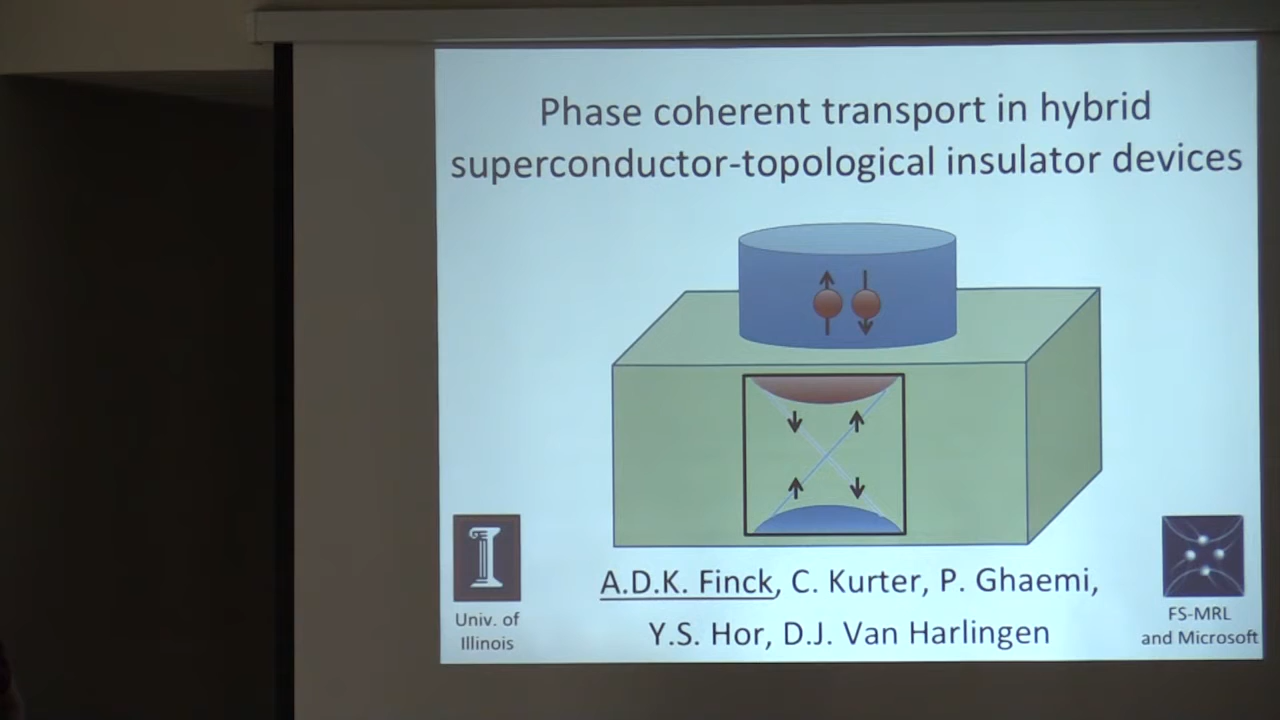 Phase coherent transport in hybrid
superconductor-topological insulator devices
A.D.K. Finck, C. Kurter, P. Ghaemi,
Y.S. Hor, D.J. Van Harlingen
I
Univ. of
Illinois
FS-MRL
and Microsoft